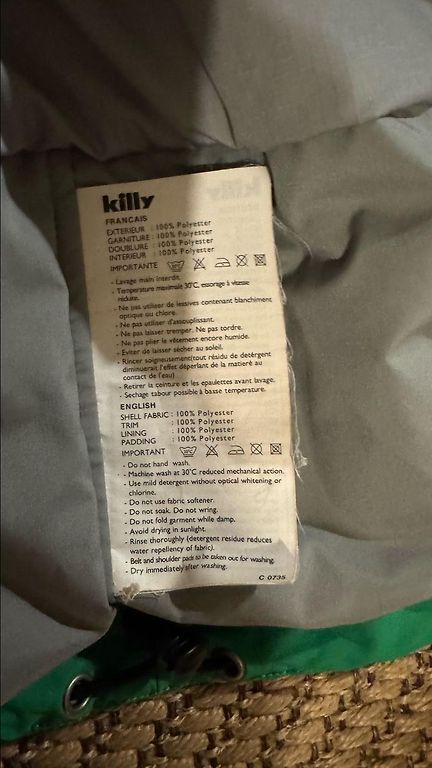 killy
FRANCAIS
EXTERIEUR : 100% Polyester
GARNITURE : 100% Polyester
DOUBLURE : 100% Polyester
INTERIEUR : 100% Polyester
IMPORTANTE
- Lavage main interdit.
- Temperature maximale 30°C, essorage à vitesse
réduite.
- Ne pas utiliser de lessives contenant blanchiment
optique ou chlore.
- Ne pas utiliser d'assouplissant.
- Ne pas laisser tremper. Ne pas tordre.
- Ne pas plier le vêtement encore humide.
- Eviter de laisser sécher au soleil.
- Rincer soigneusement(tout résidu de detergent
diminuerait l'effet déperlant de la matieré au
contact de l'eau)
- Retirer la ceinture et les epaulettes avant lavage.
- Sechage tabour possible à basse temperature.
ENGLISH
SHELL FABRIC : 100% Polyester
TRIM : 100% Polyester
LINING : 100% Polyester
PADDING : 100% Polyester
IMPORTANT
- Do not hand wash.
- Machine wash at 30°C reduced mechanical action.
- Use mild detergent without optical whitening or
chlorine.
- Do not use fabric softener.
- Do not soak. Do not wring.
- Do not fold garment while damp.
- Avoid drying in sunlight.
- Rinse thoroughly (detergent residue reduces
water repellency of fabric).
- Belt and shoulder pads to be taken out for washing.
- Dry immediately after washing.
C 0735